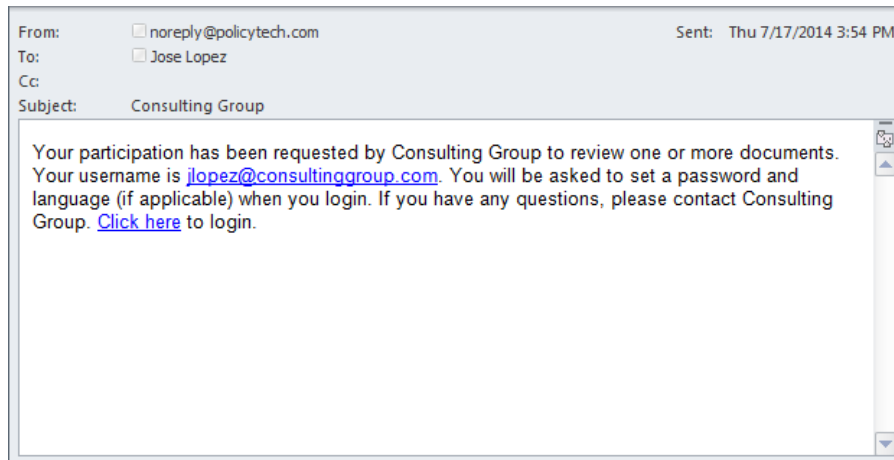 From: noreply@policytech.com Sent: Thu 7/17/2014 3:54 PM
To: Jose Lopez
Cc:
Subject: Consulting Group
Your participation has been requested by Consulting Group to review one or more documents.
Your username is jlopez@consultinggroup.com. You will be asked to set a password and
language (if applicable) when you login. If you have any questions, please contact Consulting
Group. Click here to login.